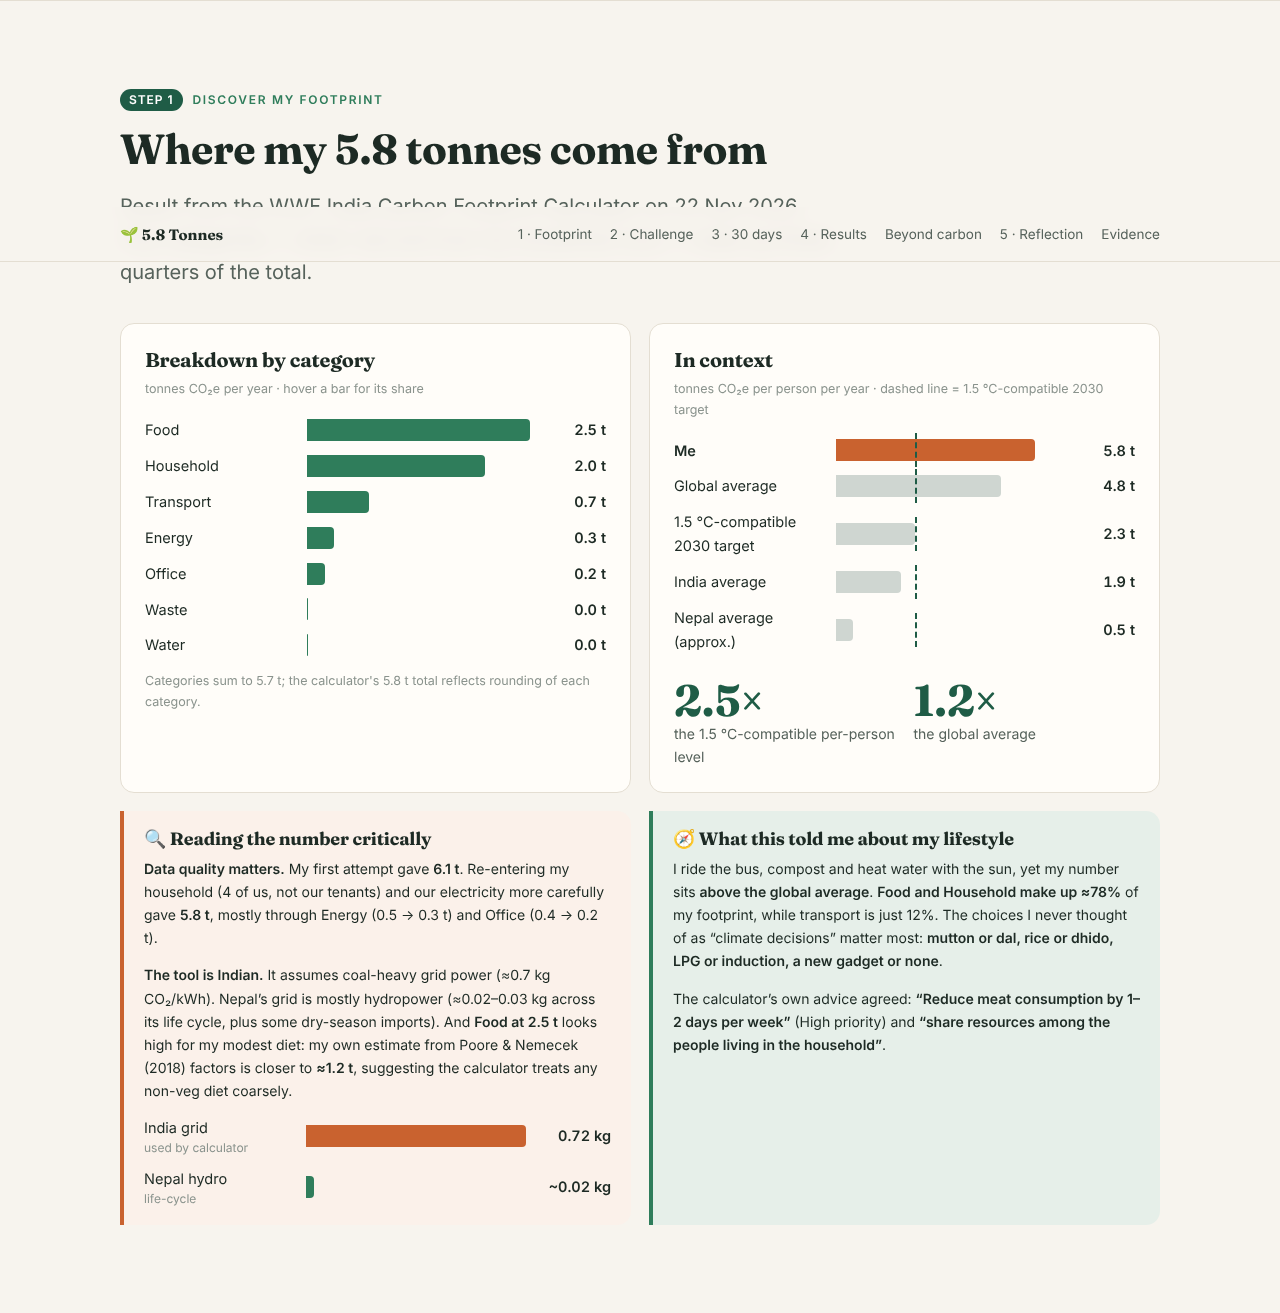 STEP 1 DISCOVER MY FOOTPRINT
Where my 5.8 tonnes come from
Result from the WWF India Carbon Footprint Calculator on 22 Nov 2026.
🌱 5.8 Tonnes
1 · Footprint 2 · Challenge 3 · 30 days 4 · Results Beyond carbon 5 · Reflection Evidence
quarters of the total.
Breakdown by category
tonnes CO₂e per year · hover a bar for its share
Food 2.5 t
Household 2.0 t
Transport 0.7 t
Energy 0.3 t
Office 0.2 t
Waste 0.0 t
Water 0.0 t
Categories sum to 5.7 t; the calculator's 5.8 t total reflects rounding of each
category.
In context
tonnes CO₂e per person per year · dashed line = 1.5 °C-compatible 2030
target
Me 5.8 t
Global average 4.8 t
1.5 °C-compatible
2030 target 2.3 t
India average 1.9 t
Nepal average
(approx.) 0.5 t
2.5×
the 1.5 °C-compatible per-person
level
1.2×
the global average
🔍 Reading the number critically
Data quality matters. My first attempt gave 6.1 t. Re-entering my
household (4 of us, not our tenants) and our electricity more carefully
gave 5.8 t, mostly through Energy (0.5 → 0.3 t) and Office (0.4 → 0.2
t).
The tool is Indian. It assumes coal-heavy grid power (≈0.7 kg
CO₂/kWh). Nepal’s grid is mostly hydropower (≈0.02–0.03 kg across
its life cycle, plus some dry-season imports). And Food at 2.5 t looks
high for my modest diet: my own estimate from Poore & Nemecek
(2018) factors is closer to ≈1.2 t, suggesting the calculator treats any
non-veg diet coarsely.
India grid
used by calculator
0.72 kg
Nepal hydro
life-cycle
~0.02 kg
🧭 What this told me about my lifestyle
I ride the bus, compost and heat water with the sun, yet my number
sits above the global average. Food and Household make up ≈78% of
my footprint, while transport is just 12%. The choices I never thought
of as “climate decisions” matter most: mutton or dal, rice or dhido,
LPG or induction, a new gadget or none.
The calculator’s own advice agreed: “Reduce meat consumption by 1–
2 days per week” (High priority) and “share resources among the
people living in the household”.